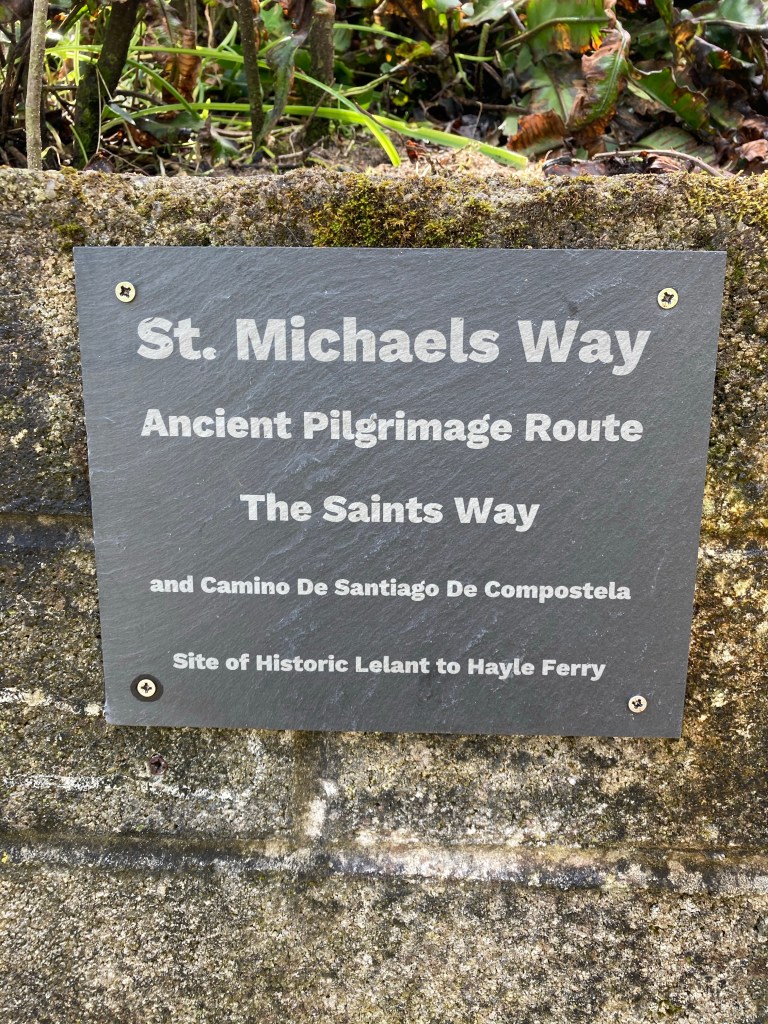 St. Michaels Way
Ancient Pilgrimage Route
The Saints Way
and Camino De Santiago De Compostela
Site of Historic Lelant to Hayle Ferry